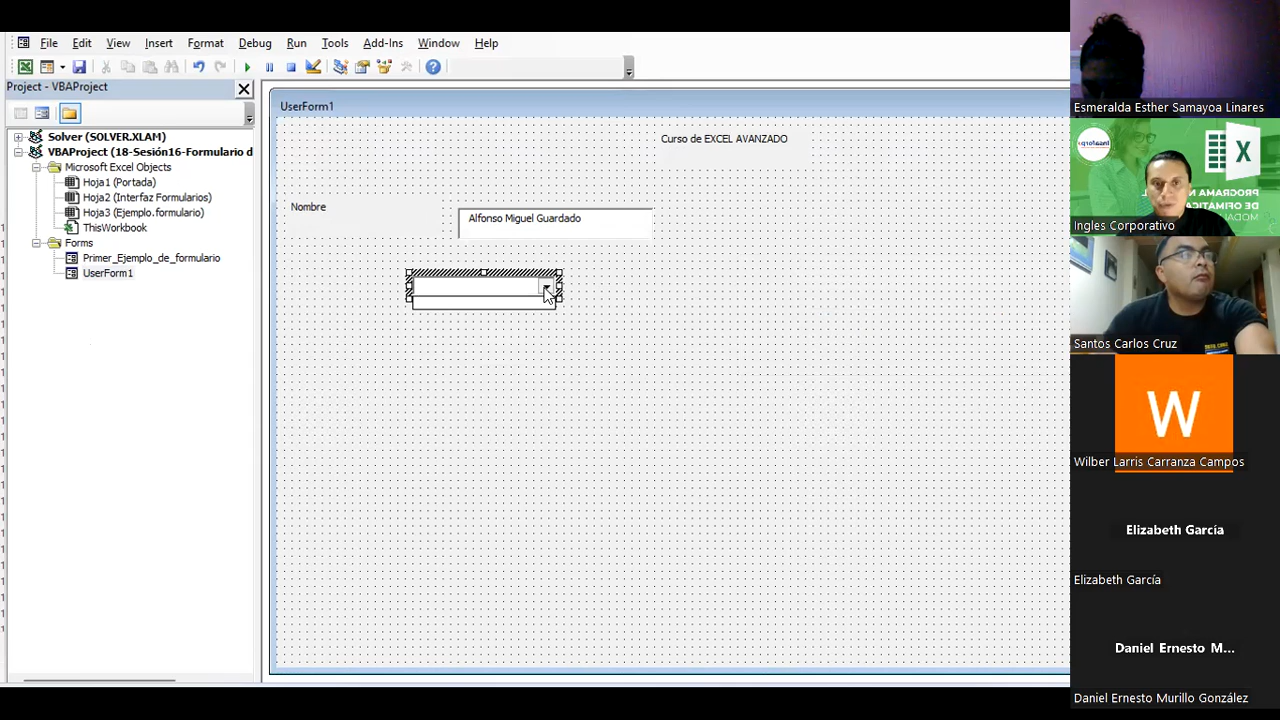 File Edit View Insert Format Debug Run Tools Add-Ins Window Help
Project - VBAProject
Solver (SOLVER.XLAM)
VBAProject (18-Sesión16-Formulario d
Microsoft Excel Objects
Hoja1 (Portada)
Hoja2 (Interfaz Formularios)
Hoja3 (Ejemplo.formulario)
ThisWorkbook
Forms
Primer_Ejemplo_de_formulario
UserForm1
UserForm1
Curso de EXCEL AVANZADO
Nombre
Alfonso Miguel Guardado
Esmeralda Esther Samayoa Linares
X
Ingles Corporativo
Santos Carlos Cruz
W
Wilber Larris Carranza Campos
Elizabeth García
Elizabeth García
Daniel Ernesto M...
Daniel Ernesto Murillo González